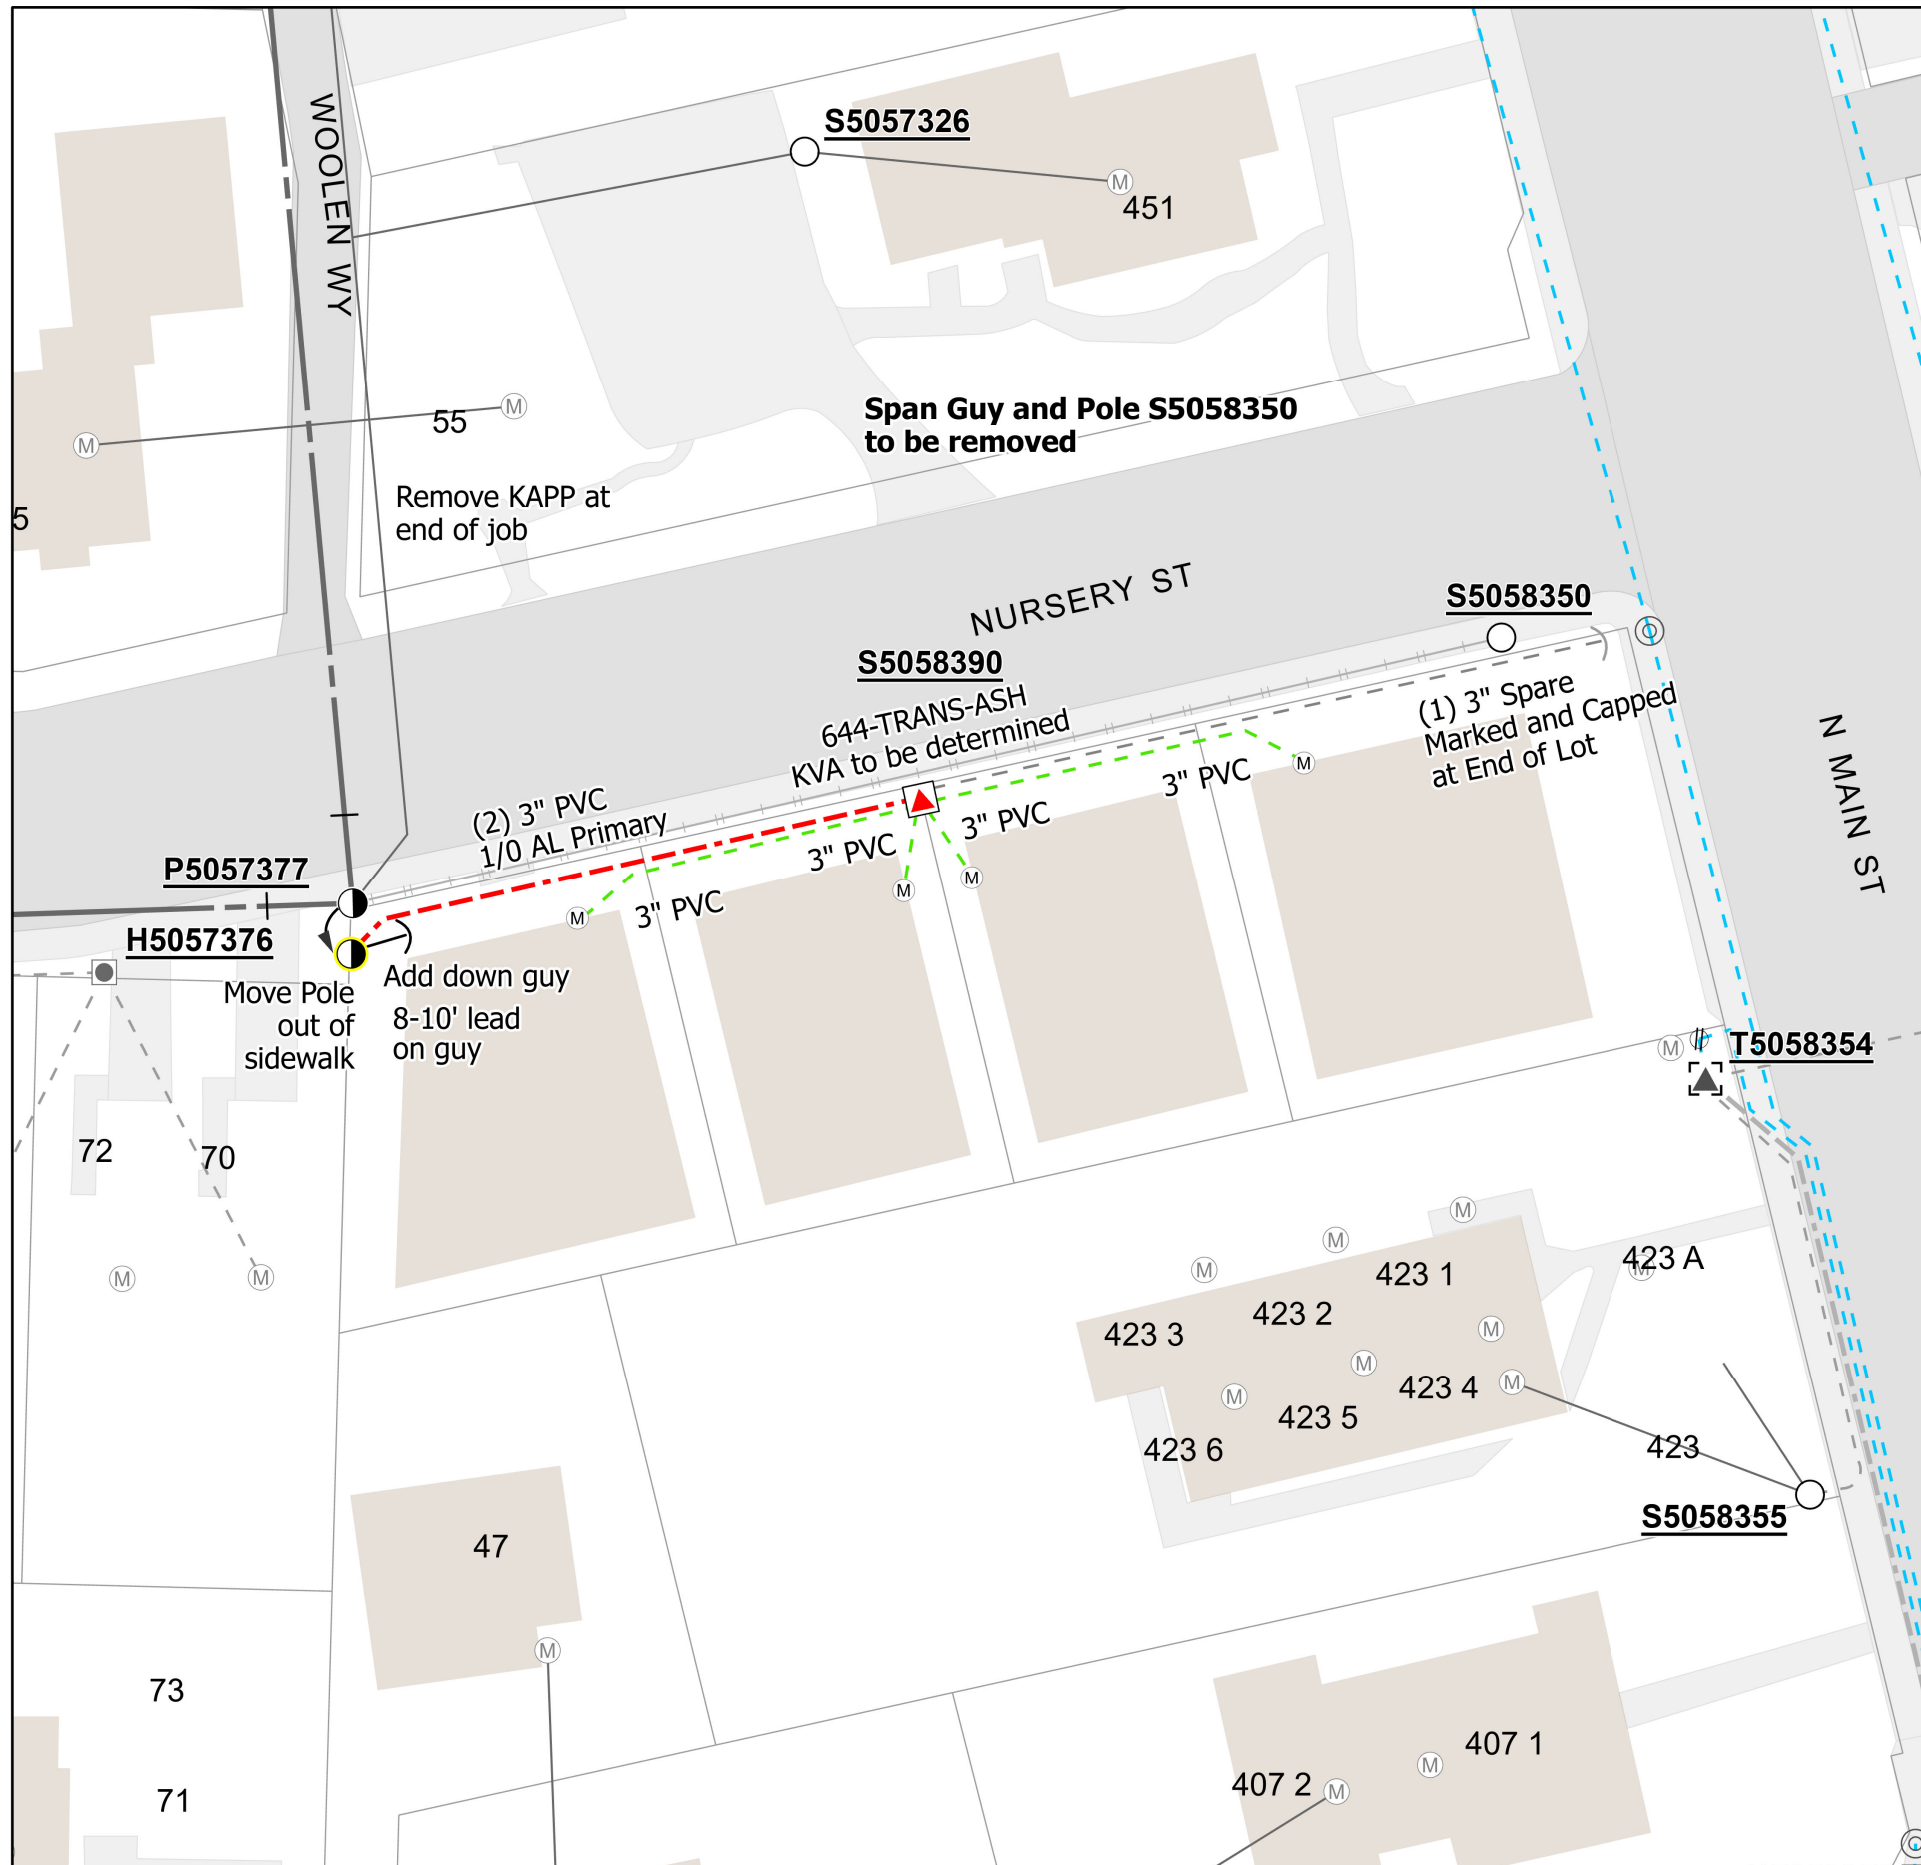 WOOLEN WY
S5057326
M
451
Span Guy and Pole S5058350
to be removed
M
55
M
5
Remove KAPP at
end of job
NURSERY ST
S5058350
S5058390
644-TRANS-ASH
KVA to be determined
(1) 3" Spare
Marked and Capped
at End of Lot
N MAIN ST
M
3" PVC
(2) 3" PVC
1/0 AL Primary
3" PVC
3" PVC
P5057377
M
M
M
3" PVC
H5057376
Add down guy
Move Pole
out of
sidewalk
8-10' lead
on guy
M
T5058354
72
70
M
M
M
M
M
423 A
M
423 1
423 2
423 3
M
M
423 4
M
M
423 5
423 6
423
S5058355
47
M
73
71
407 1
M
407 2
M